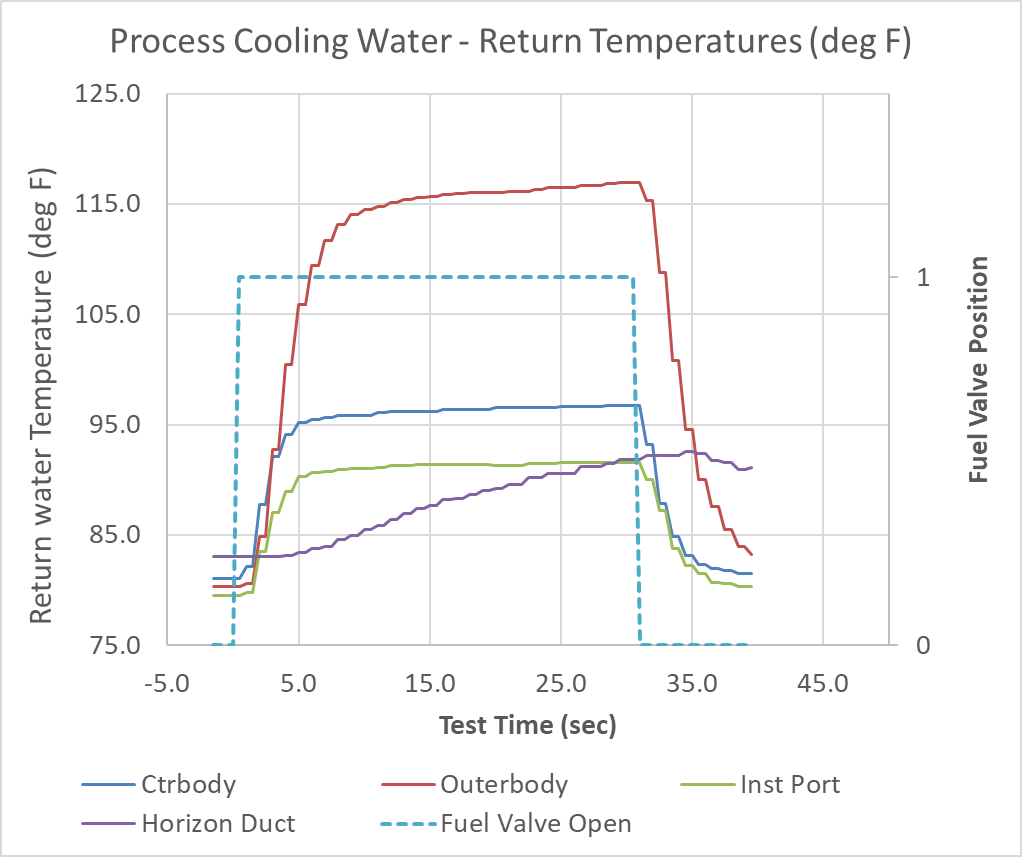 Process Cooling Water - Return Temperatures (deg F)
125.0
115.0
105.0
95.0
85.0
75.0
Return water Temperature (deg F)
1
0
Fuel Valve Position
-5.0 5.0 15.0 25.0 35.0 45.0
Test Time (sec)
Ctrbody Outerbody Inst Port
Horizon Duct Fuel Valve Open